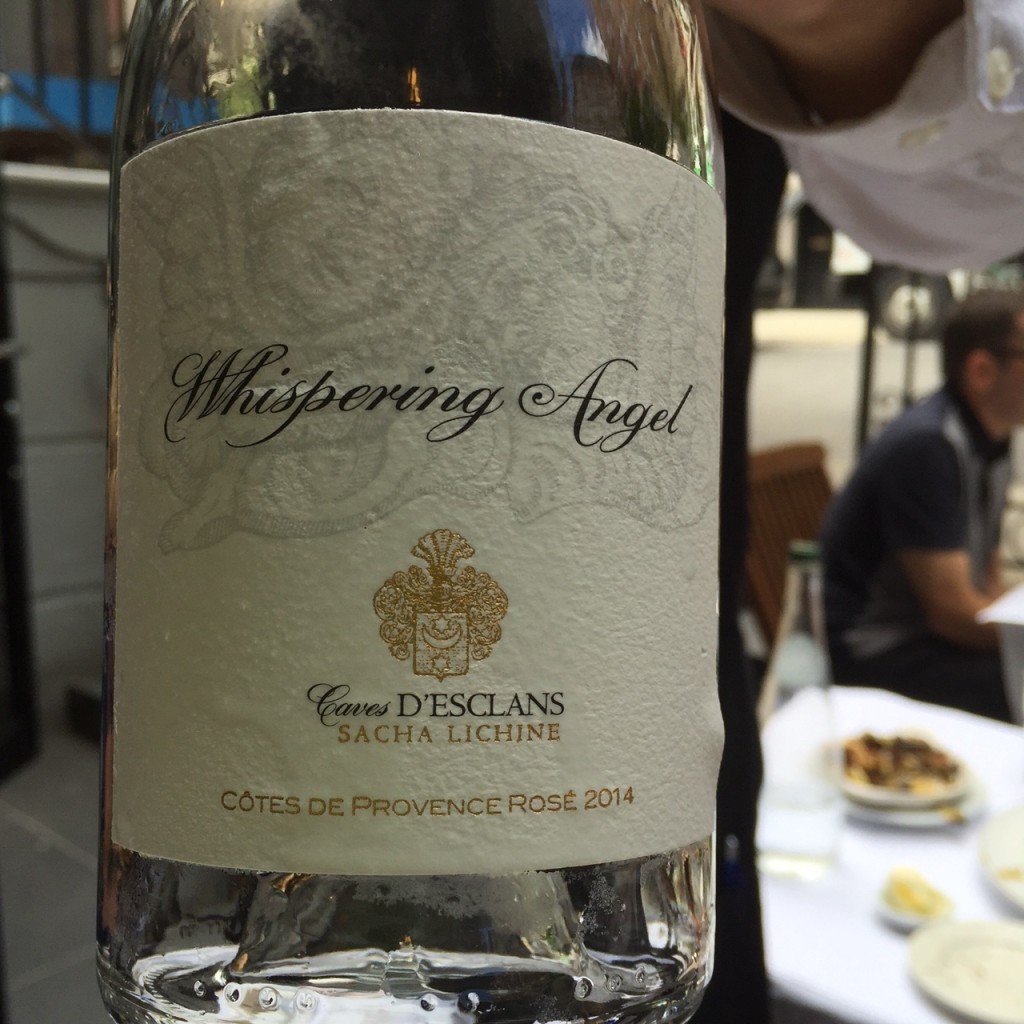 Whispering Angel
Caves D'ESCLANS
SACHA LICHINE
CÔTES DE PROVENCE ROSÉ 2014